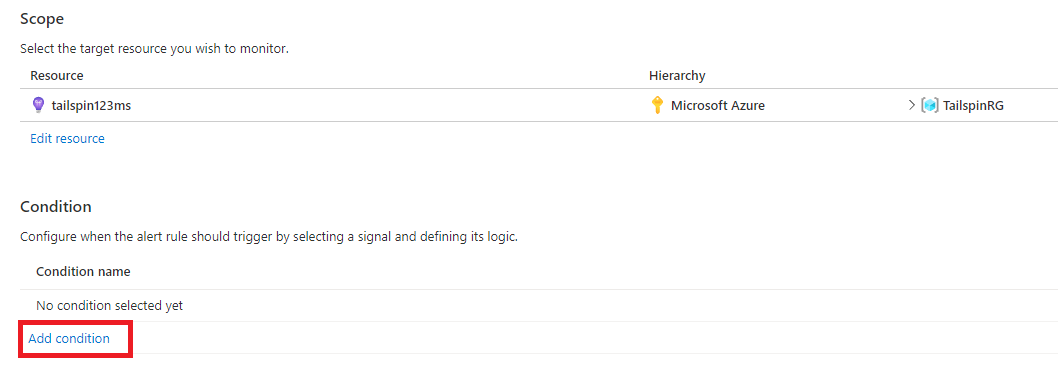 Scope
Select the target resource you wish to monitor.
Resource Hierarchy
tailspin123ms Microsoft Azure > TailspinRG
Edit resource
Condition
Configure when the alert rule should trigger by selecting a signal and defining its logic.
Condition name
No condition selected yet
Add condition